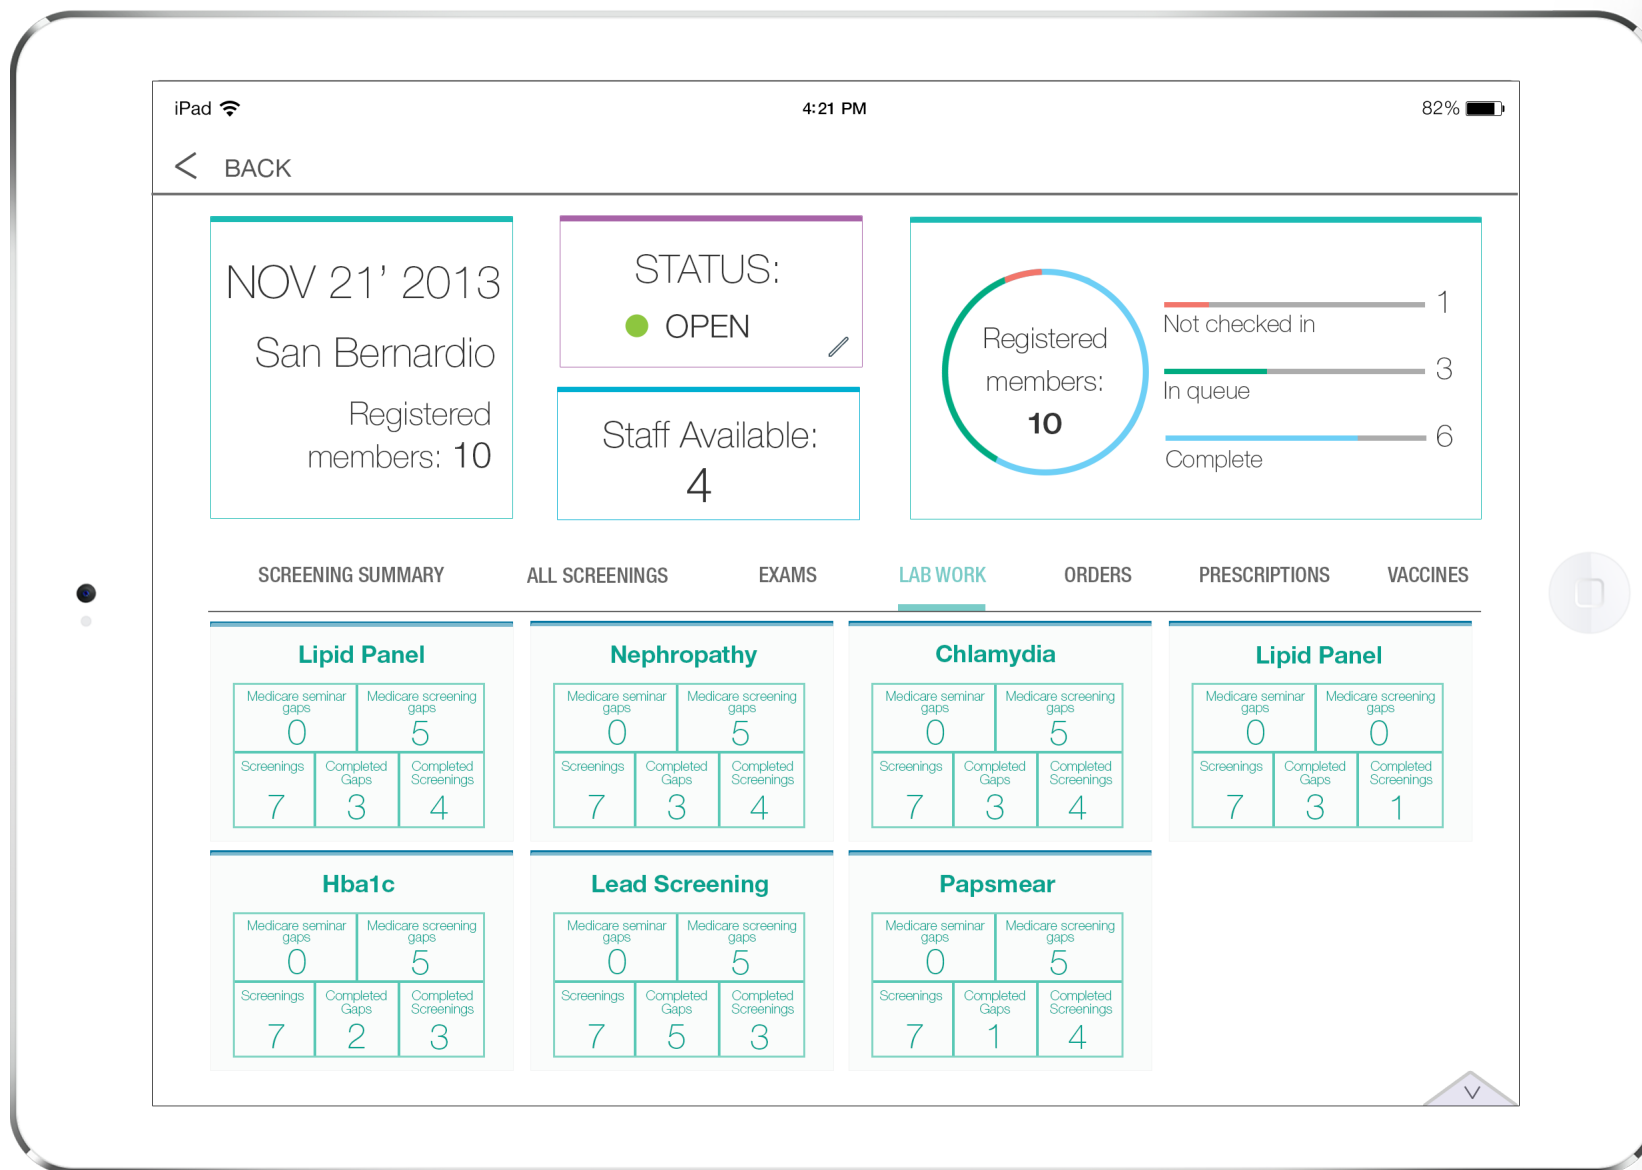 iPad
4:21 PM
82%
< BACK
NOV 21' 2013
San Bernardio
Registered
members: 10
STATUS:
OPEN
Staff Available:
4
Registered
members:
10
1
Not checked in
3
In queue
6
Complete
SCREENING SUMMARY
ALL SCREENINGS
EXAMS
LAB WORK
ORDERS
PRESCRIPTIONS
VACCINES
Lipid Panel
Medicare seminar
gaps
0
Medicare screening
gaps
5
Screenings
7
Completed
Gaps
3
Completed
Screenings
4
Nephropathy
Medicare seminar
gaps
0
Medicare screening
gaps
5
Screenings
7
Completed
Gaps
3
Completed
Screenings
4
Chlamydia
Medicare seminar
gaps
0
Medicare screening
gaps
5
Screenings
7
Completed
Gaps
3
Completed
Screenings
4
Lipid Panel
Medicare seminar
gaps
0
Medicare screening
gaps
0
Screenings
7
Completed
Gaps
3
Completed
Screenings
1
Hba1c
Medicare seminar
gaps
0
Medicare screening
gaps
5
Screenings
7
Completed
Gaps
2
Completed
Screenings
3
Lead Screening
Medicare seminar
gaps
0
Medicare screening
gaps
5
Screenings
7
Completed
Gaps
5
Completed
Screenings
3
Papsmear
Medicare seminar
gaps
0
Medicare screening
gaps
5
Screenings
7
Completed
Gaps
1
Completed
Screenings
4